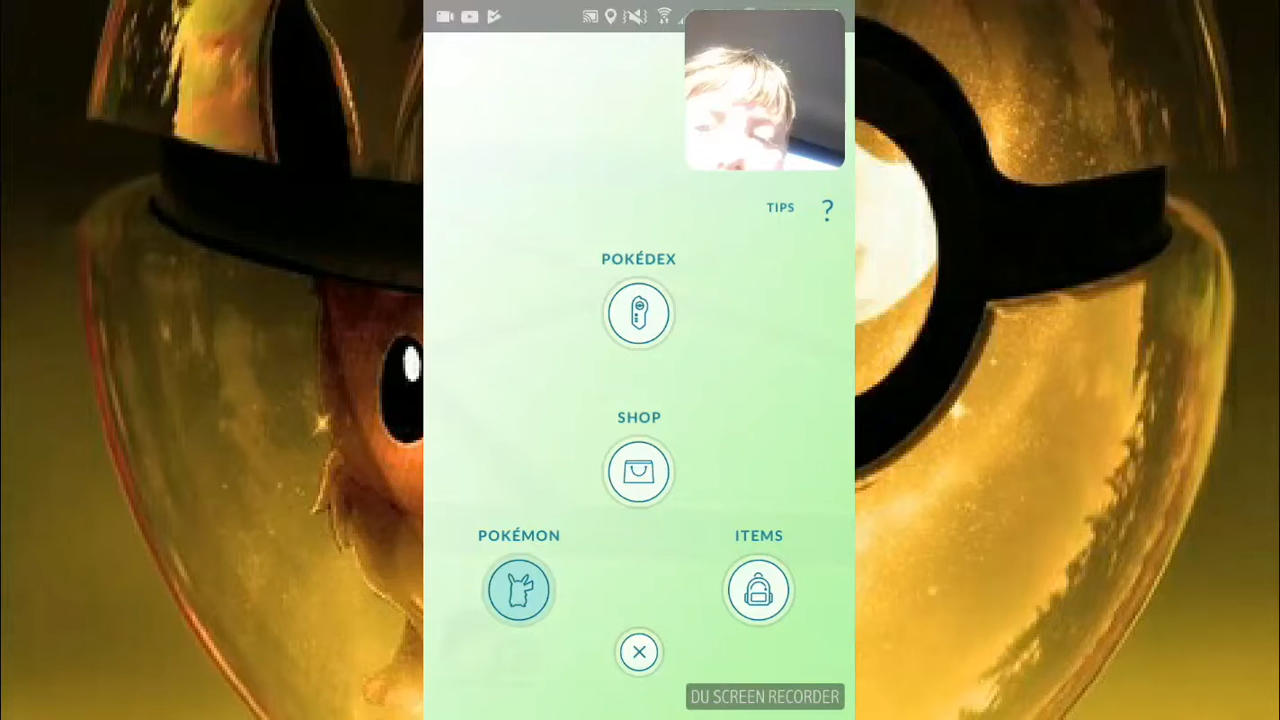 TIPS ?
POKÉDEX
SHOP
POKÉMON
ITEMS
DU SCREEN RECORDER